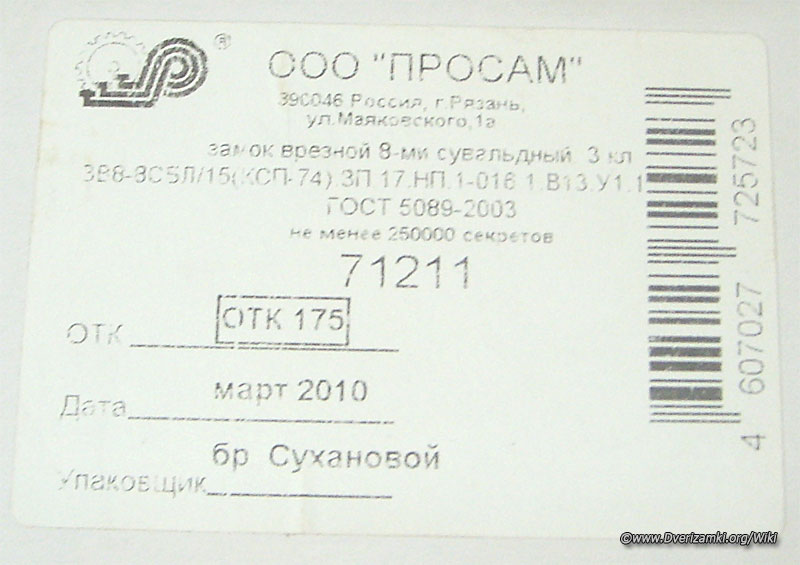 ®
ООО "ПРОСАМ"
390046 Россия, г.Рязань,
ул.Маяковского,1а
замок врезной 8-ми сувальдный 3 кл
ЗВ8-8СБЛ/15(КСП-74).ЗП.17.НП.1-016.1.В13.У1.1
ГОСТ 5089-2003
не менее 250000 секретов
71211
ОТК ОТК 175
Дата март 2010
Упаковщик бр Сухановой
4 607027 725723
©www.Dverizamki.org/Wiki